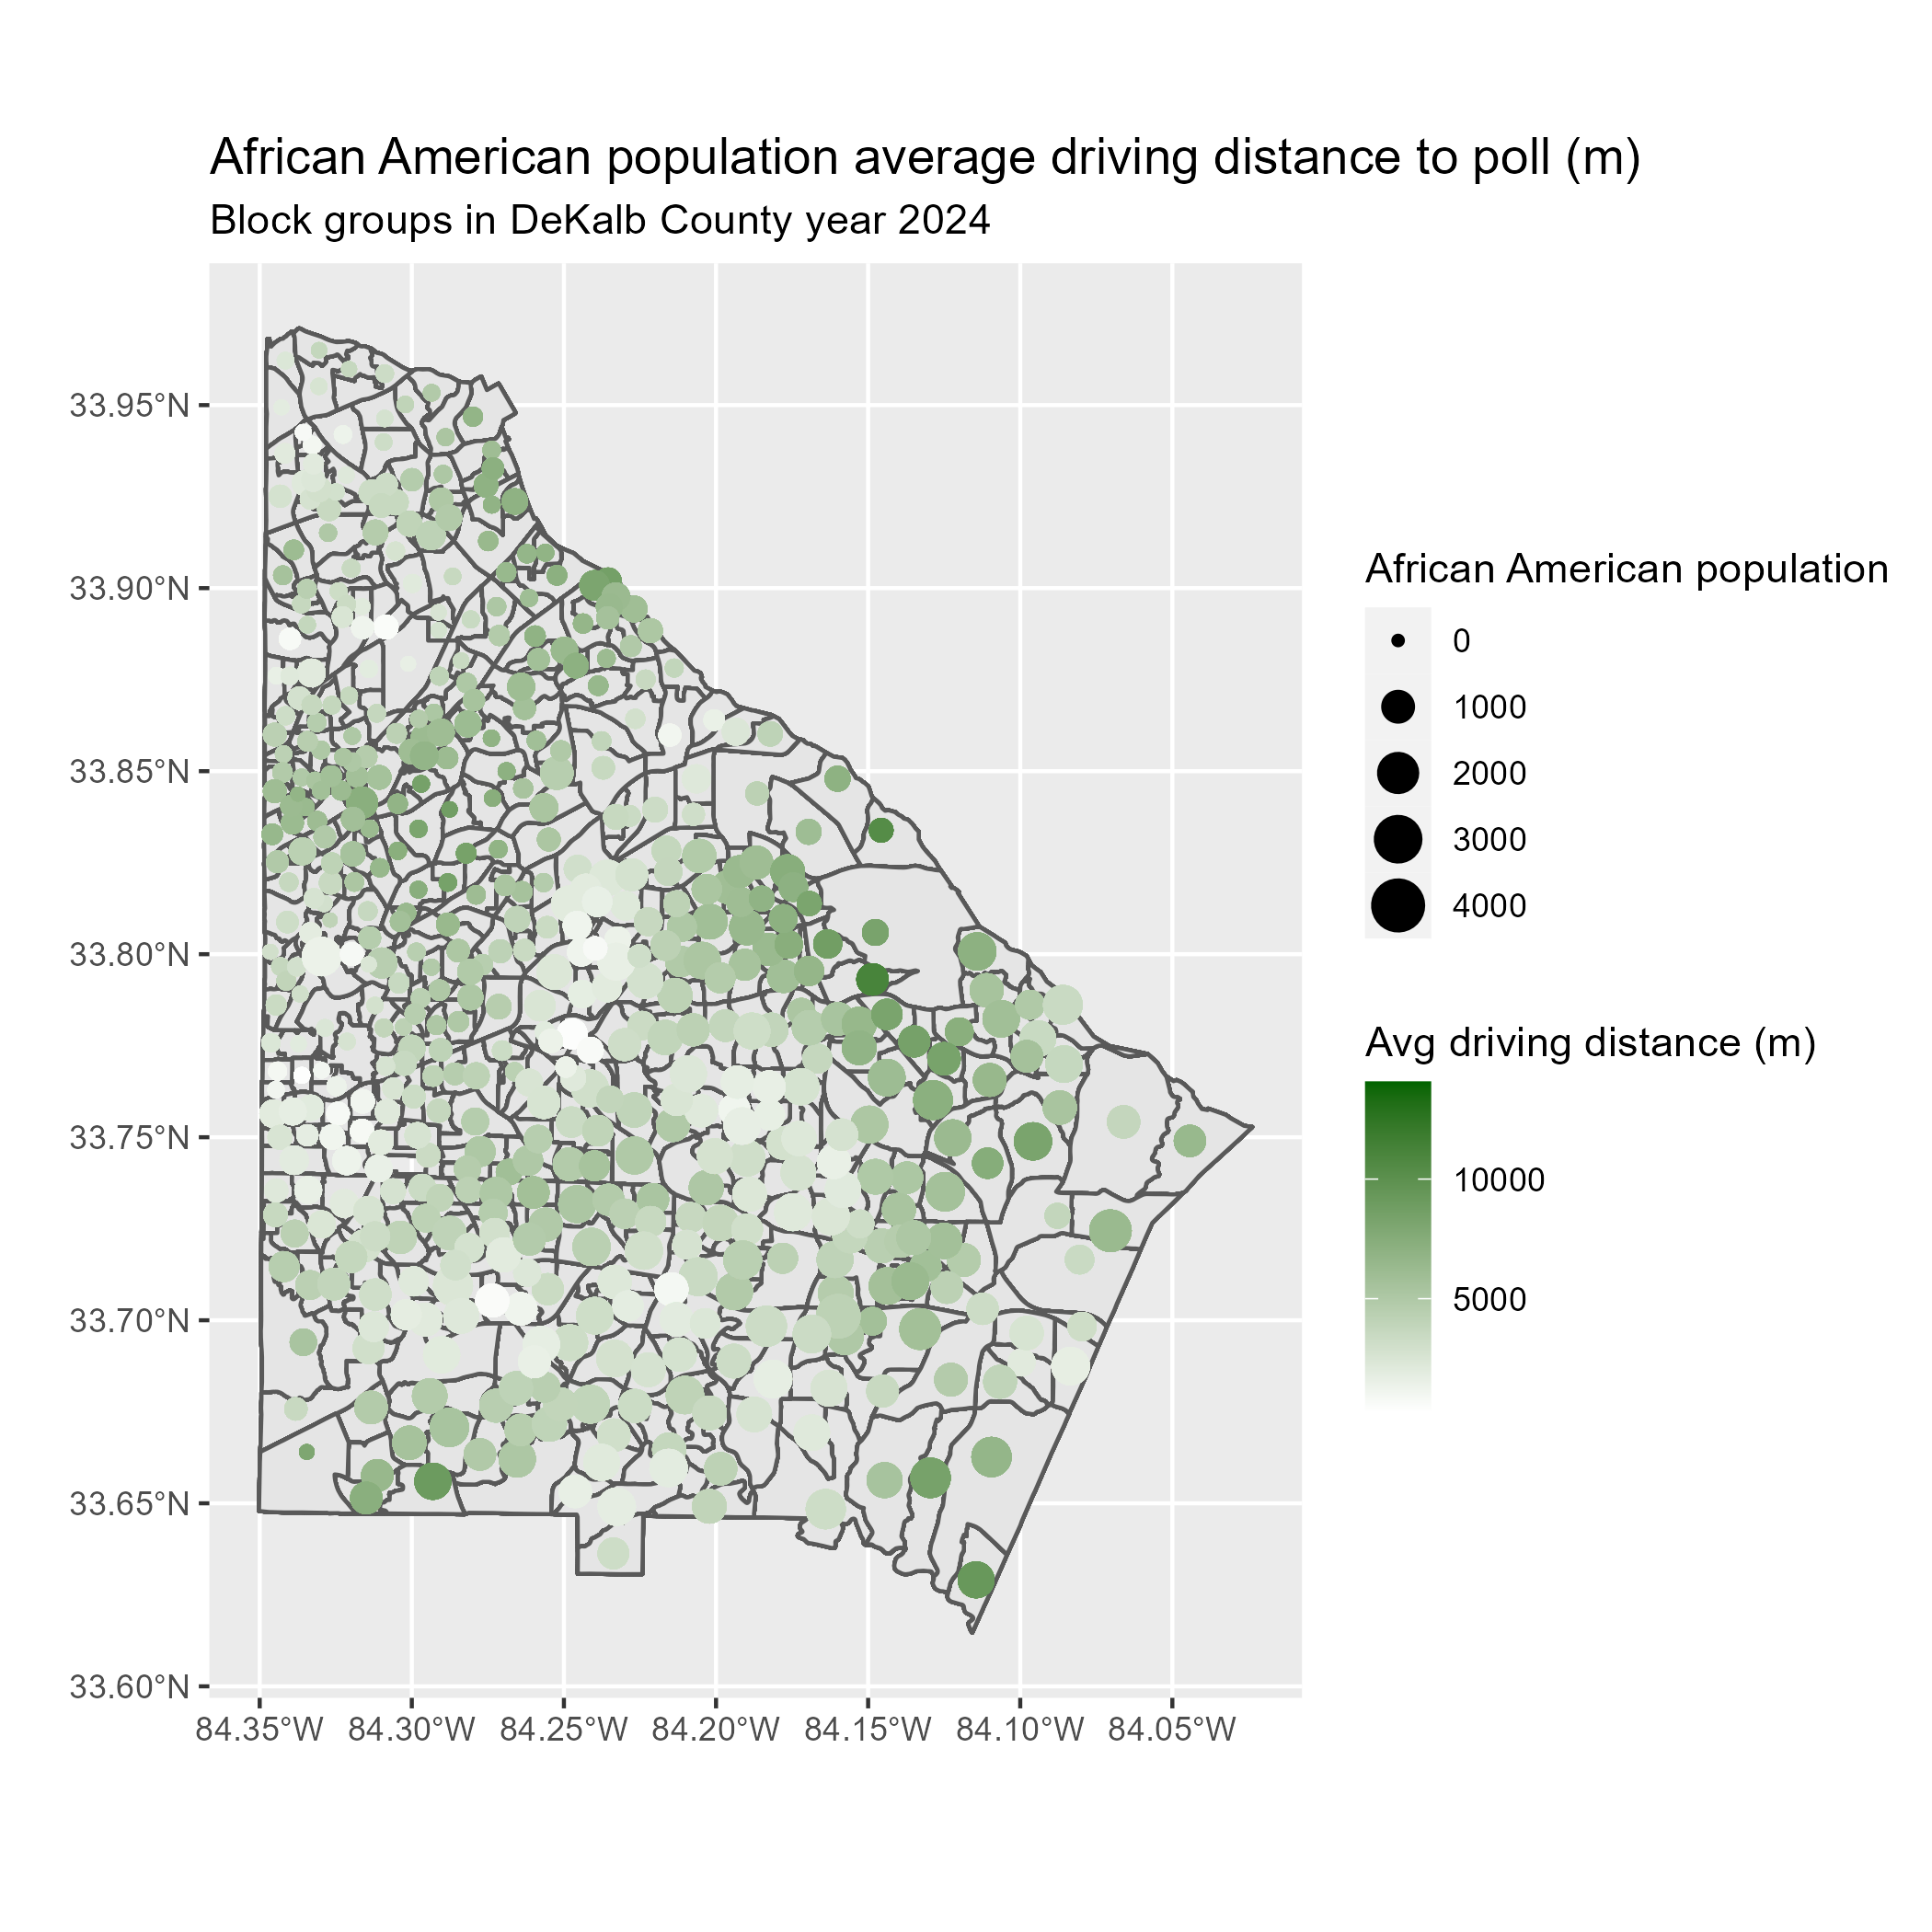 African American population average driving distance to poll (m)
Block groups in DeKalb County year 2024
33.95°N
33.90°N
33.85°N
33.80°N
33.75°N
33.70°N
33.65°N
33.60°N
84.35°W 84.30°W 84.25°W 84.20°W 84.15°W 84.10°W 84.05°W
African American population
0
1000
2000
3000
4000
Avg driving distance (m)
10000
5000